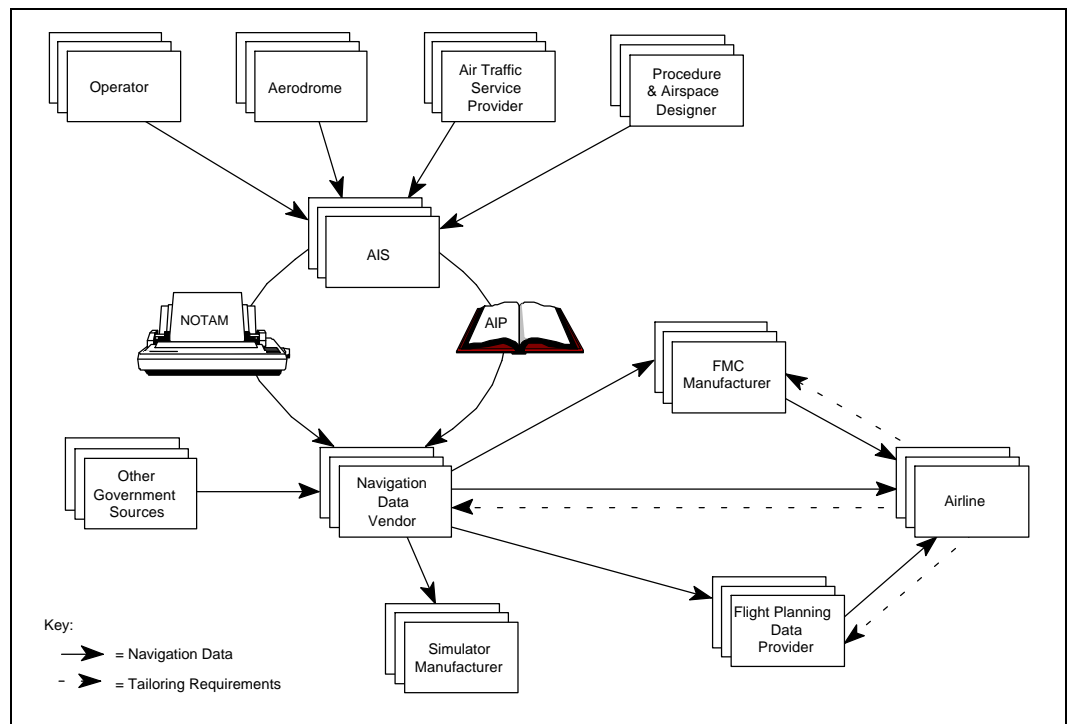 Operator
Aerodrome
Air Traffic
Service
Provider
Procedure
& Airspace
Designer
AIS
NOTAM
AIP
FMC
Manufacturer
Other
Government
Sources
Navigation
Data
Vendor
Airline
Flight Planning
Data
Provider
Simulator
Manufacturer
Key:
= Navigation Data
= Tailoring Requirements